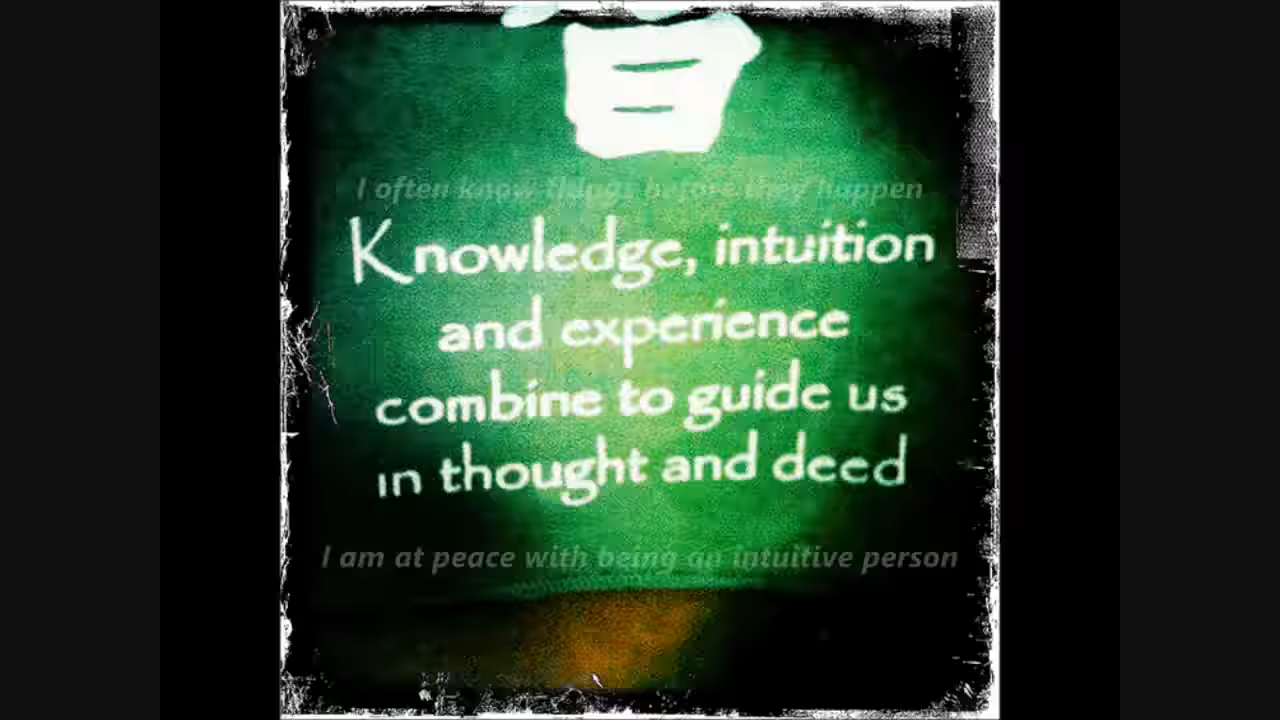 I often know things before they happen
Knowledge, intuition
and experience
combine to guide us
in thought and deed
I am at peace with being an intuitive person